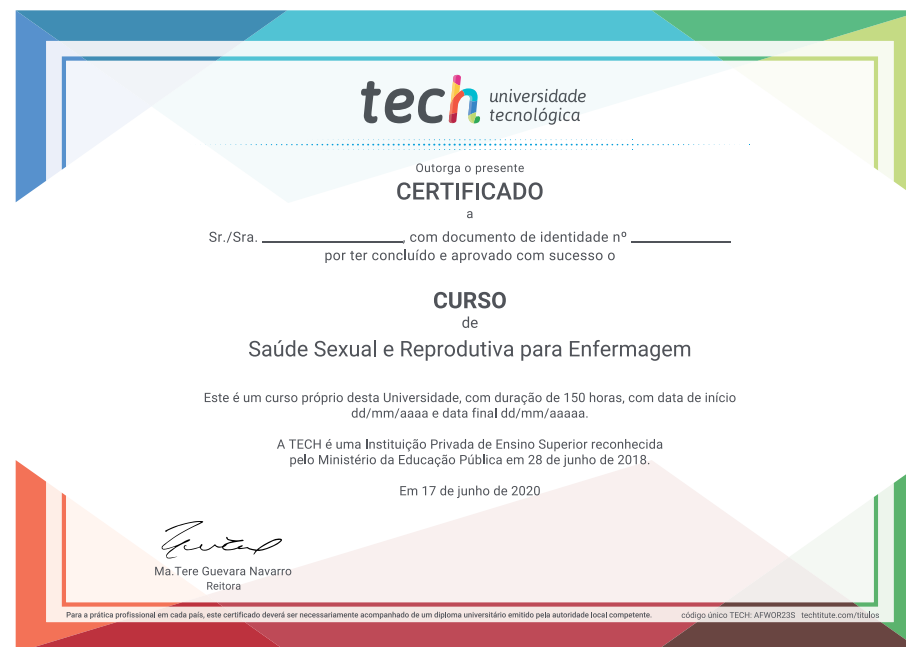 tech universidade
tecnológica
Outorga o presente
CERTIFICADO
a
Sr./Sra. ________________, com documento de identidade nº ____________
por ter concluído e aprovado com sucesso o
CURSO
de
Saúde Sexual e Reprodutiva para Enfermagem
Este é um curso próprio desta Universidade, com duração de 150 horas, com data de início
dd/mm/aaaa e data final dd/mm/aaaaa.
A TECH é uma Instituição Privada de Ensino Superior reconhecida
pelo Ministério da Educação Pública em 28 de junho de 2018.
Em 17 de junho de 2020
Ma.Tere Guevara Navarro
Reitora
Para a prática profissional em cada país, este certificado deverá ser necessariamente acompanhado de um diploma universitário emitido pela autoridade local competente. código único TECH: AFWOR23S techtitute.com/titulos